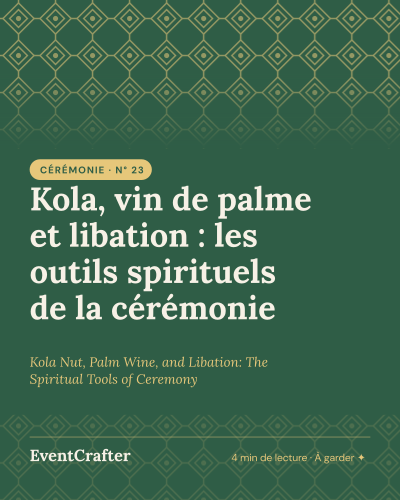 CÉRÉMONIE · N° 23
Kola, vin de palme
et libation : les
outils spirituels
de la cérémonie
Kola Nut, Palm Wine, and Libation: The
Spiritual Tools of Ceremony
EventCrafter
4 min de lecture · À garder ✦